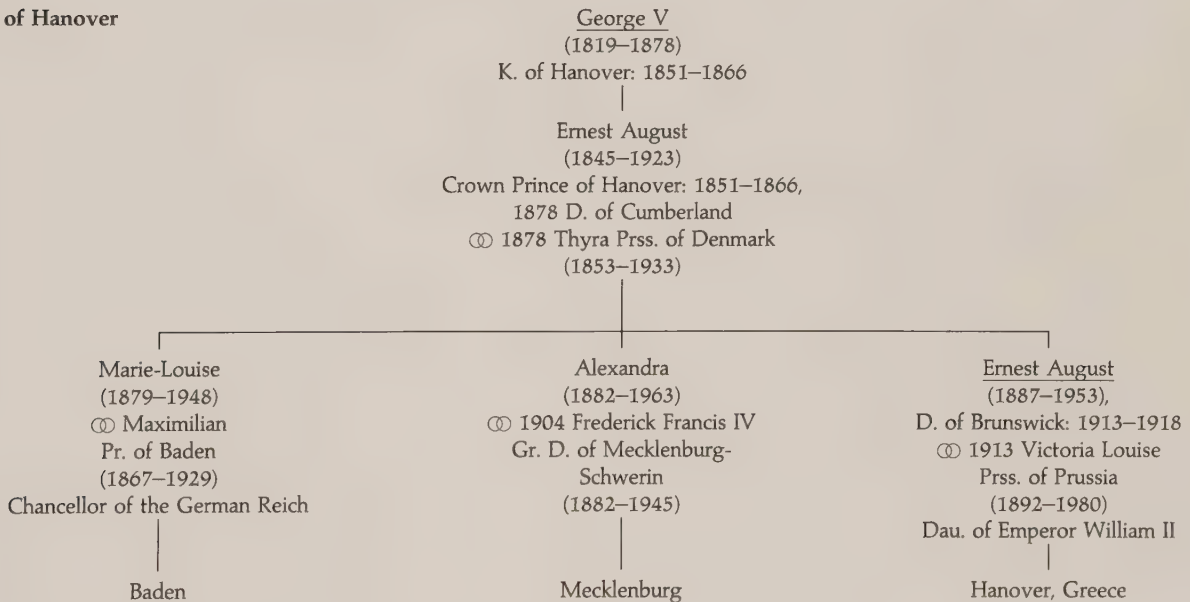 of Hanover
George V
(1819–1878)
K. of Hanover: 1851–1866
Ernest August
(1845–1923)
Crown Prince of Hanover: 1851–1866,
1878 D. of Cumberland
⚭ 1878 Thyra Prss. of Denmark
(1853–1933)
Marie-Louise
(1879–1948)
⚭ Maximilian
Pr. of Baden
(1867–1929)
Chancellor of the German Reich
Baden
Alexandra
(1882–1963)
⚭ 1904 Frederick Francis IV
Gr. D. of Mecklenburg-
Schwerin
(1882–1945)
Mecklenburg
Ernest August
(1887–1953),
D. of Brunswick: 1913–1918
⚭ 1913 Victoria Louise
Prss. of Prussia
(1892–1980)
Dau. of Emperor William II
Hanover, Greece